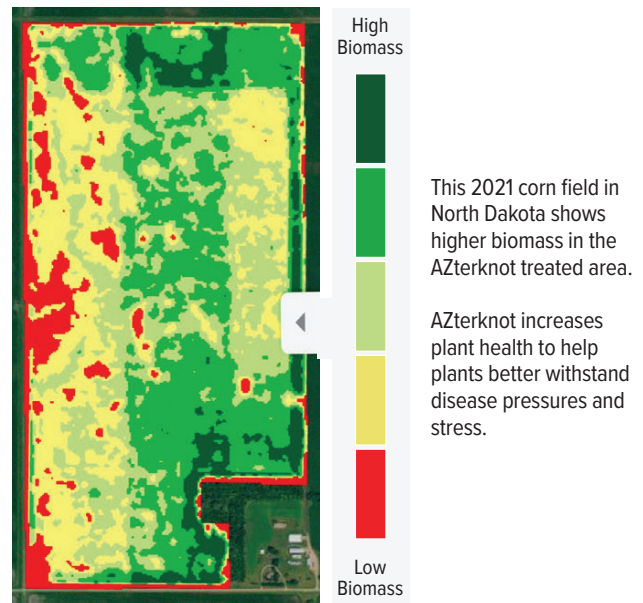 High
Biomass
This 2021 corn field in
North Dakota shows
higher biomass in the
AZterknot treated area.
AZterknot increases
plant health to help
plants better withstand
disease pressures and
stress.
Low
Biomass